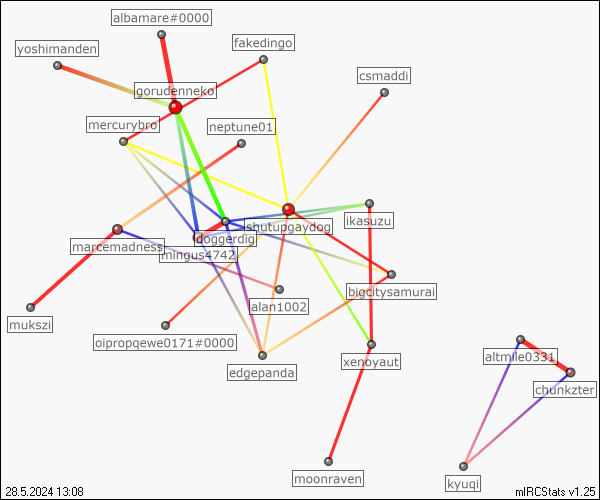 albamare#0000
yoshimanden
fakedingo
csmaddi
gorudenneko
mercurybro
neptune01
ikasuzu
shutupgaydog
doggerdig
marcemadness
mingus4742
bigcitysamurai
alan1002
mukszi
oipropqewe0171#0000
edgepanda
xenoyaut
altmile0331
chunkzter
moonraven
kyuqi
28.5.2024 13:08
mIRCStats v1.25